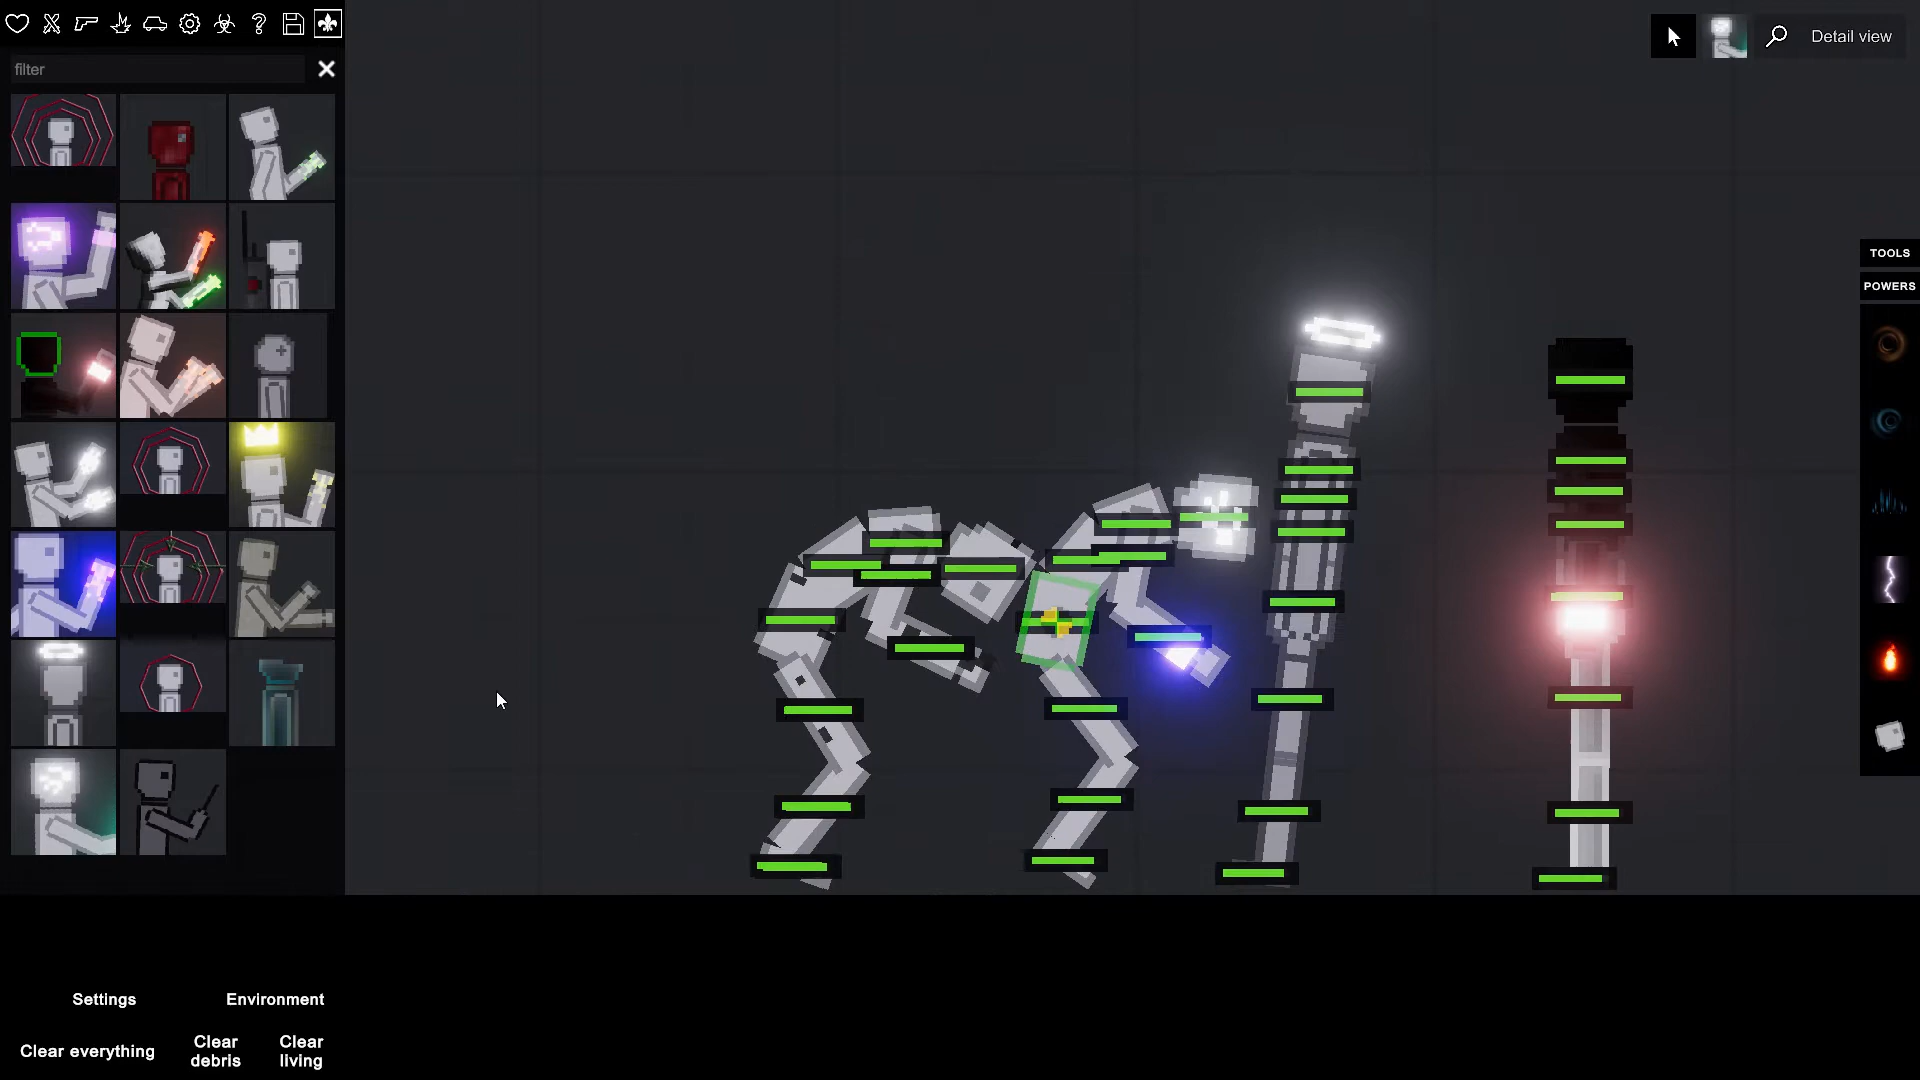 filter
Detail view
TOOLS
POWERS
Settings
Environment
Clear everything
Clear
debris
Clear
living